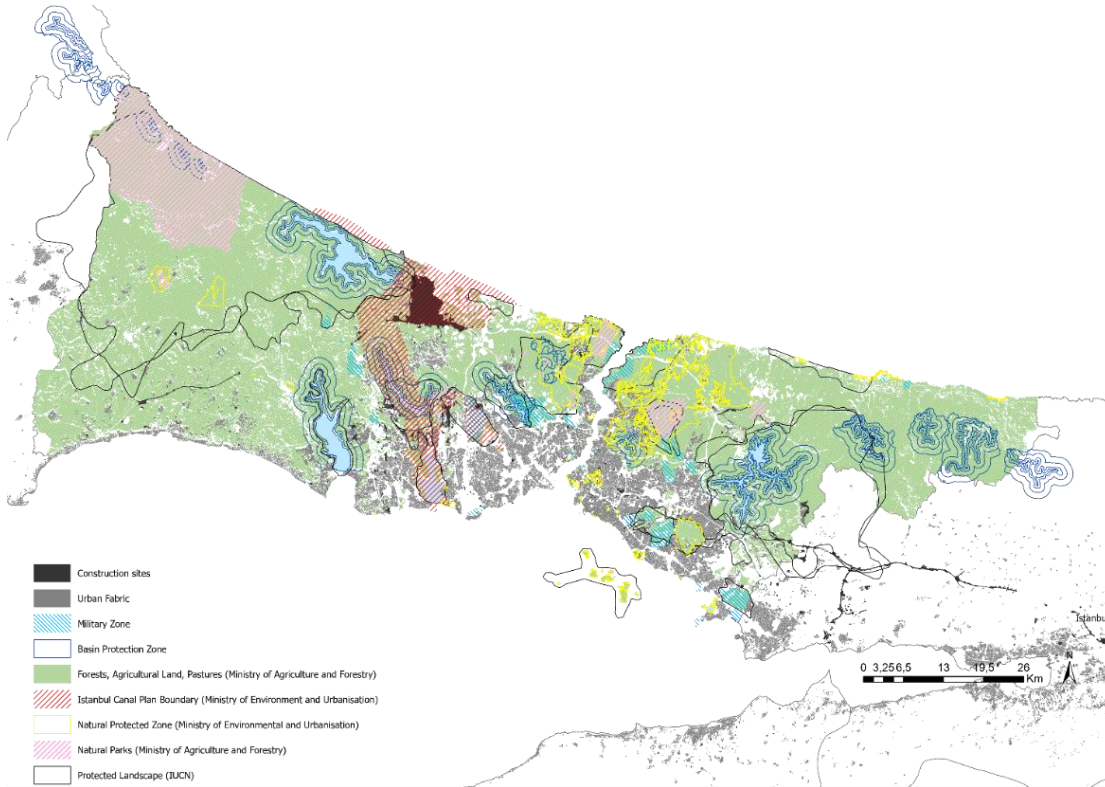 Construction sites
Urban Fabric
Military Zone
Basin Protection Zone
Forests, Agricultural Land, Pastures (Ministry of Agriculture and Forestry)
Istanbul Canal Plan Boundary (Ministry of Environment and Urbanisation)
Natural Protected Zone (Ministry of Environmental and Urbanisation)
Natural Parks (Ministry of Agriculture and Forestry)
Protected Landscape (IUCN)
Istanbu
N
0 3,25 6,5 13 19,5 26
Km